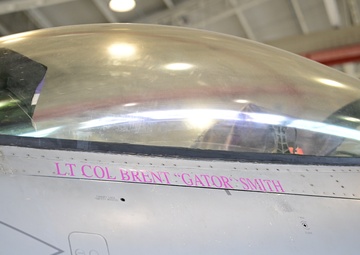 LT COL BRENT "GATOR" SMITH